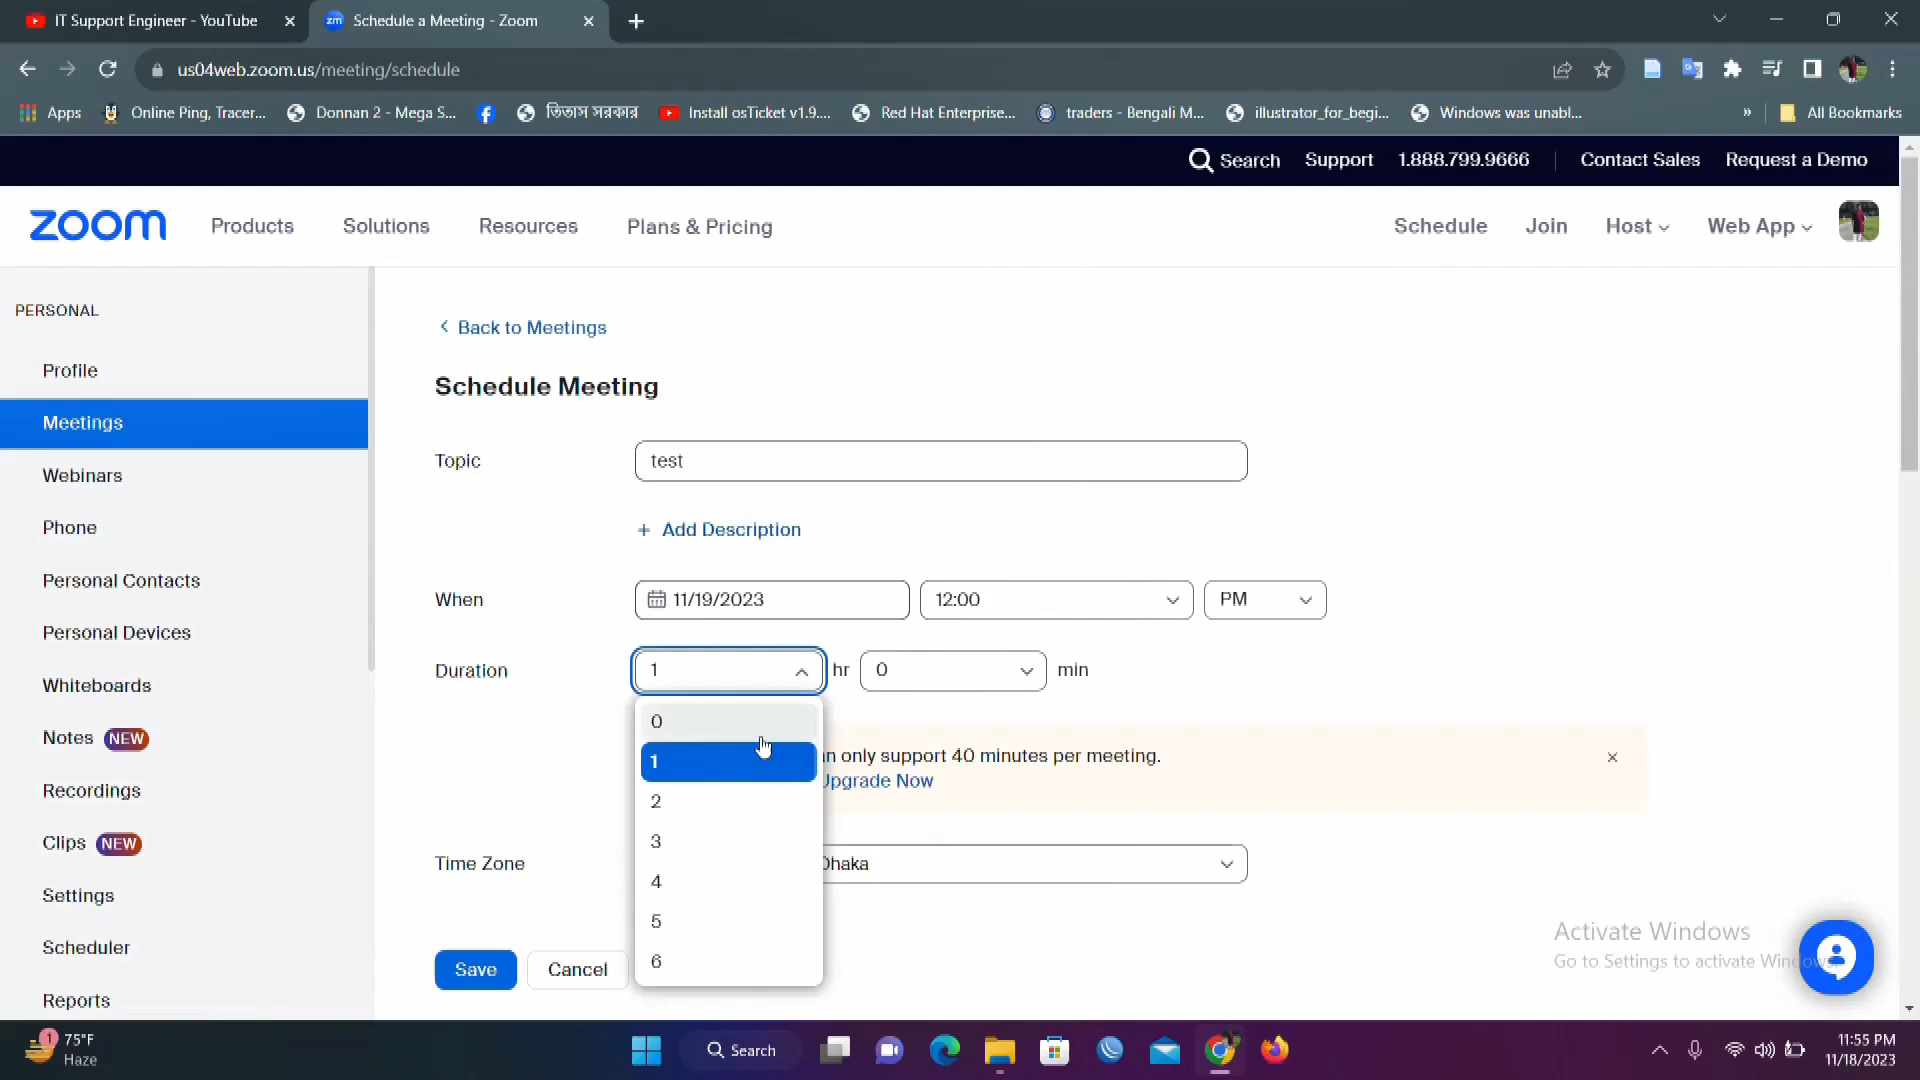 IT Support Engineer - YouTube
Schedule a Meeting - Zoom
us04web.zoom.us/meeting/schedule
Apps Online Ping, Tracer... Donnan 2 - Mega S... তিতাস সরকার Install osTicket v1.9.... Red Hat Enterprise... traders - Bengali M... illustrator_for_begi... Windows was unabl... » All Bookmarks
Search Support 1.888.799.9666 Contact Sales Request a Demo
zoom Products Solutions Resources Plans & Pricing Schedule Join Host Web App
PERSONAL
Profile
Meetings
Webinars
Phone
Personal Contacts
Personal Devices
Whiteboards
Notes NEW
Recordings
Clips NEW
Settings
Scheduler
Reports
Back to Meetings
Schedule Meeting
Topic test
+ Add Description
When 11/19/2023 12:00 PM
Duration 1 hr 0 min
0
1
2
3
4
5
6
only support 40 minutes per meeting.
Upgrade Now
Time Zone Dhaka
Save Cancel
Activate Windows
Go to Settings to activate Windows
75°F
Haze
1
Search
11:55 PM
11/18/2023